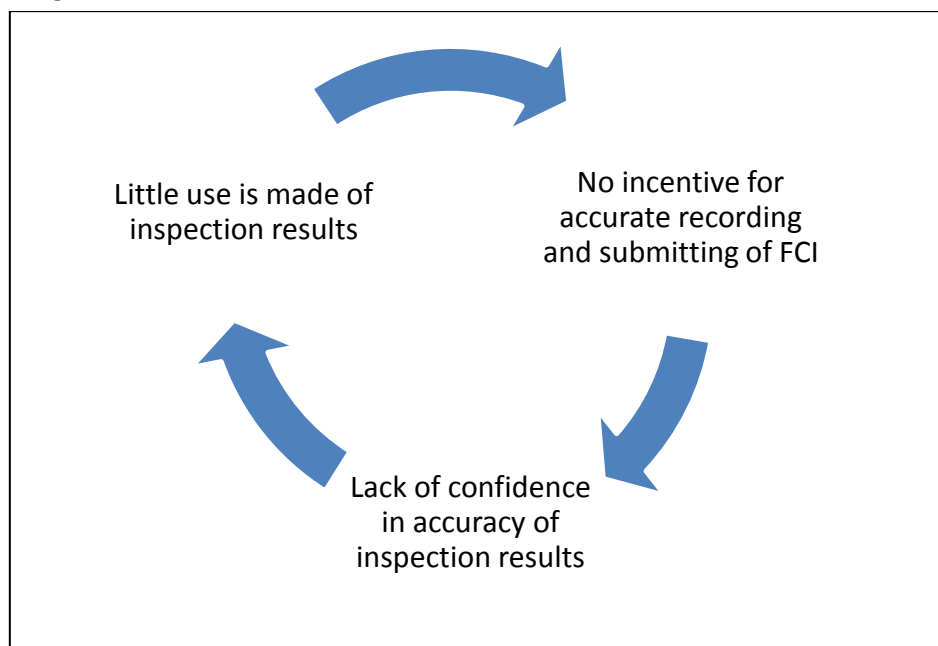 Little use is made of
inspection results
No incentive for
accurate recording
and submitting of FCI
Lack of confidence
in accuracy of
inspection results